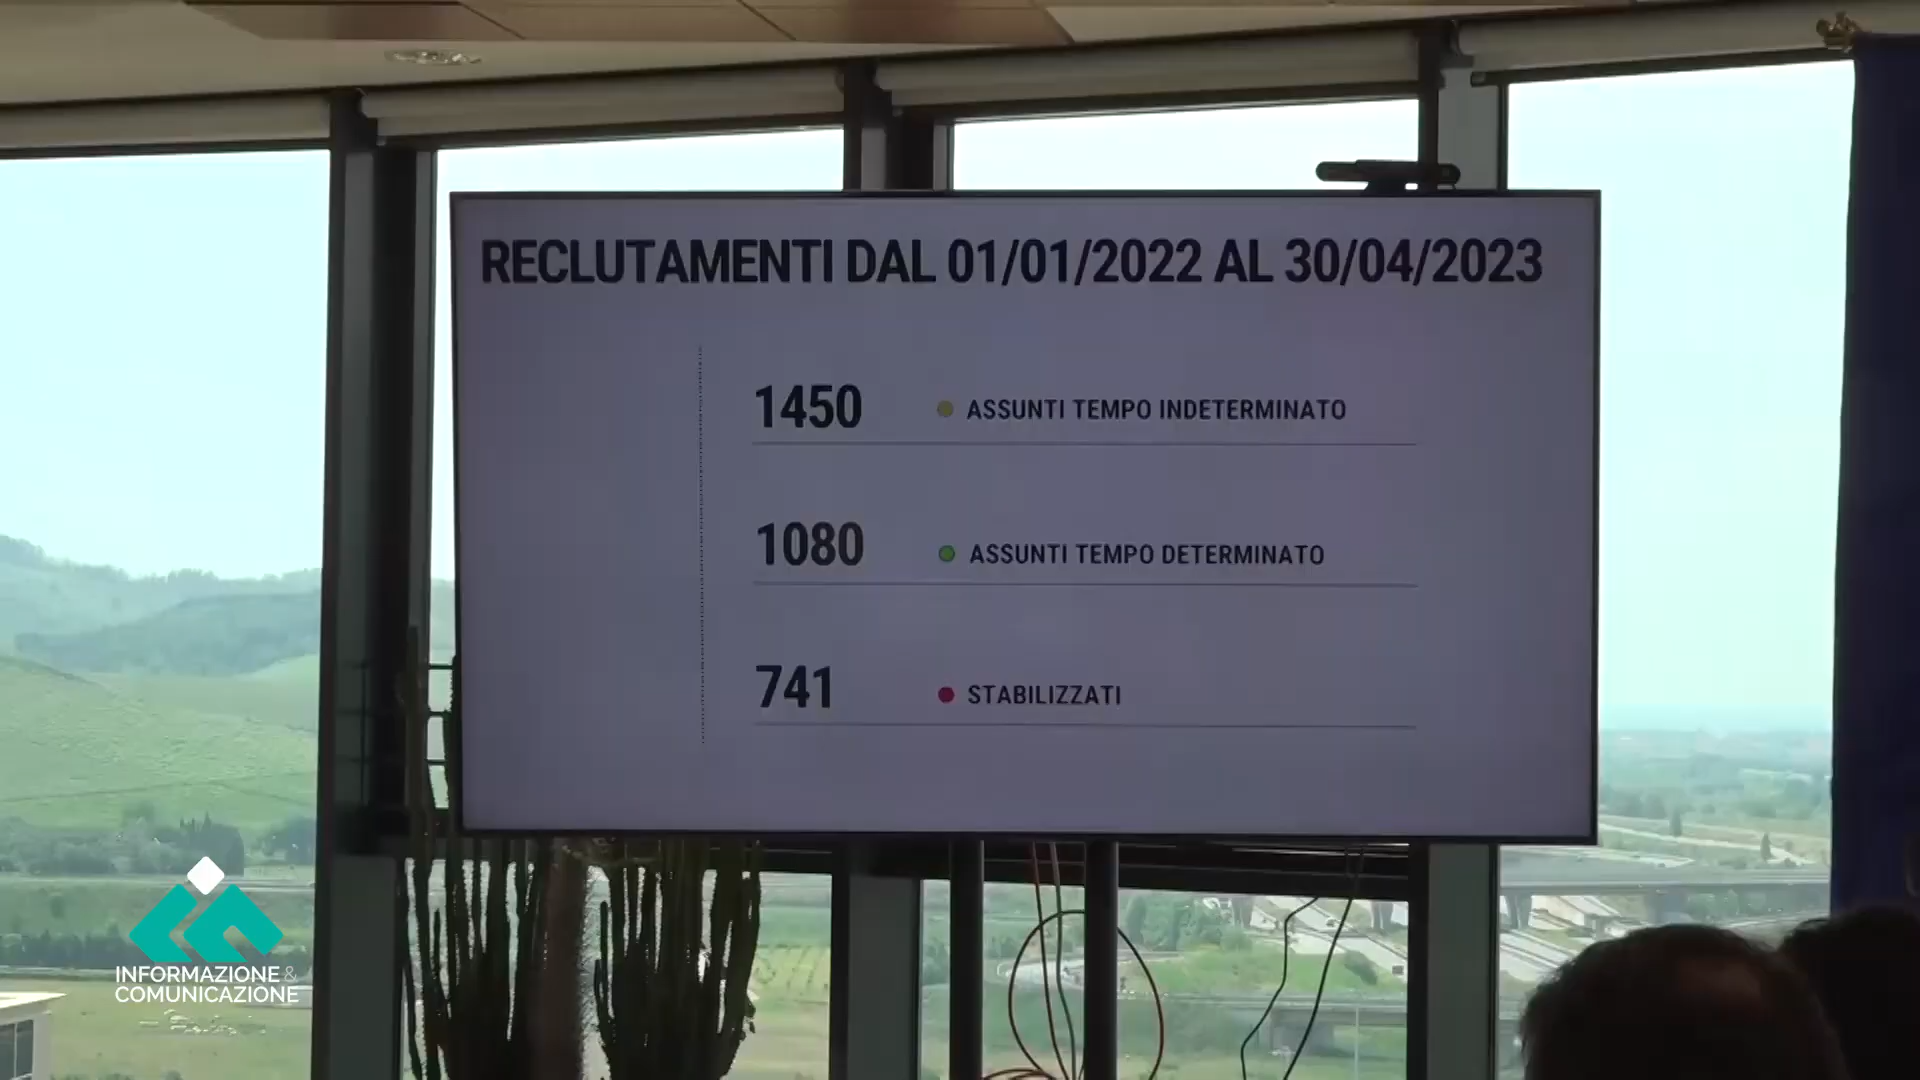 RECLUTAMENTI DAL 01/01/2022 AL 30/04/2023
1450 ASSUNTI TEMPO INDETERMINATO
1080 ASSUNTI TEMPO DETERMINATO
741 STABILIZZATI
INFORMAZIONE &
COMUNICAZIONE